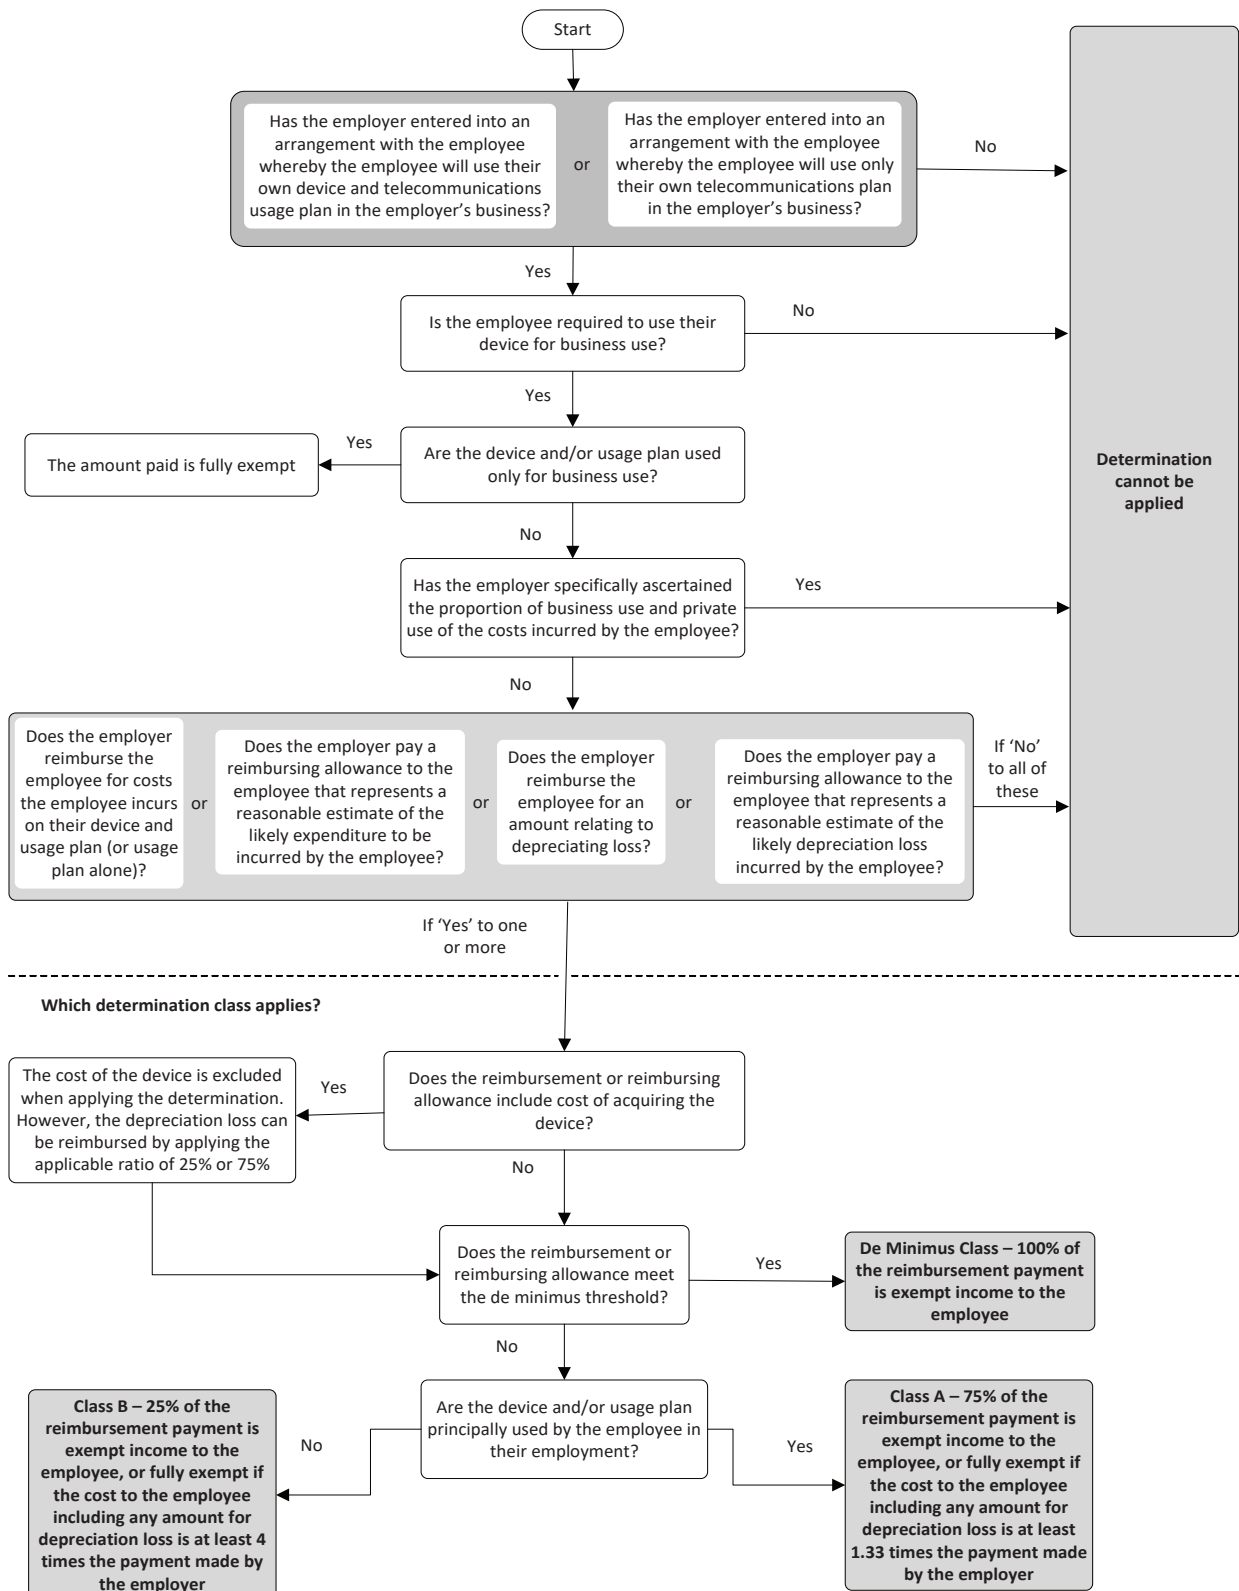 Start
Has the employer entered into an
arrangement with the employee
whereby the employee will use their
own device and telecommunications
usage plan in the employer’s business?
or
Has the employer entered into an
arrangement with the employee
whereby the employee will use only
their own telecommunications plan
in the employer’s business?
No
Yes
Is the employee required to use their
device for business use?
No
Yes
Are the device and/or usage plan used
only for business use?
Yes
The amount paid is fully exempt
Determination
cannot be
applied
No
Has the employer specifically ascertained
the proportion of business use and private
use of the costs incurred by the employee?
Yes
No
Does the employer
reimburse the
employee for costs
the employee incurs
on their device and
usage plan (or usage
plan alone)?
or
Does the employer pay a
reimbursing allowance to the
employee that represents a
reasonable estimate of the
likely expenditure to be
incurred by the employee?
or
Does the employer
reimburse the
employee for an
amount relating to
depreciating loss?
or
Does the employer pay a
reimbursing allowance to the
employee that represents a
reasonable estimate of the
likely depreciation loss
incurred by the employee?
If ‘No’
to all of
these
If ‘Yes’ to one
or more
Which determination class applies?
The cost of the device is excluded
when applying the determination.
However, the depreciation loss can
be reimbursed by applying the
applicable ratio of 25% or 75%
Yes
Does the reimbursement or reimbursing
allowance include cost of acquiring the
device?
No
Does the reimbursement or
reimbursing allowance meet
the de minimus threshold?
Yes
De Minimus Class – 100% of
the reimbursement payment
is exempt income to the
employee
No
Are the device and/or usage plan
principally used by the employee in
their employment?
No
Class B – 25% of the
reimbursement payment is
exempt income to the
employee, or fully exempt if
the cost to the employee
including any amount for
depreciation loss is at least 4
times the payment made by
the employer
Yes
Class A – 75% of the
reimbursement payment is
exempt income to the
employee, or fully exempt if
the cost to the employee
including any amount for
depreciation loss is at least
1.33 times the payment made
by the employer